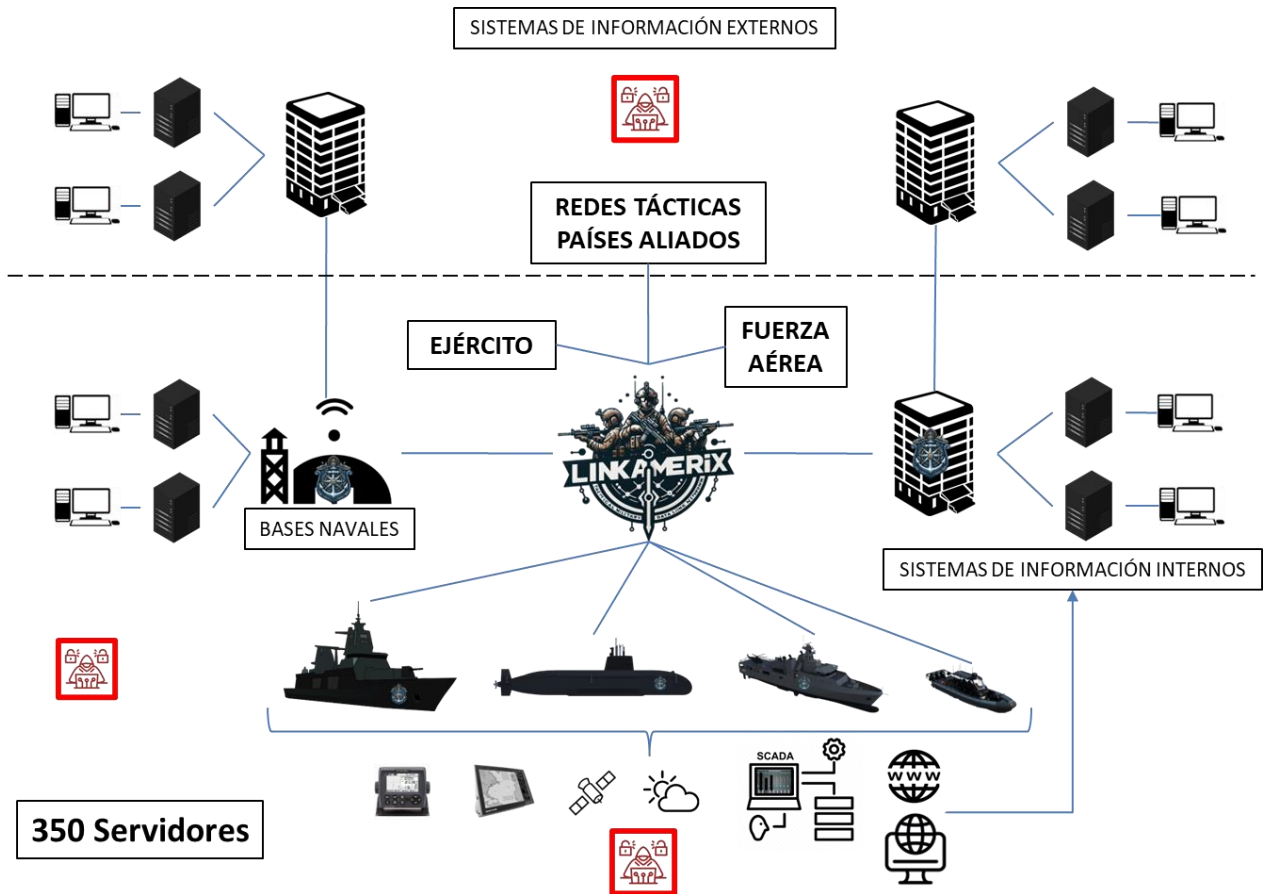 SISTEMAS DE INFORMACIÓN EXTERNOS
REDES TÁCTICAS
PAÍSES ALIADOS
EJÉRCITO
FUERZA
AÉREA
LINKAMERIX
BASES NAVALES
SISTEMAS DE INFORMACIÓN INTERNOS
SCADA
WWW
350 Servidores